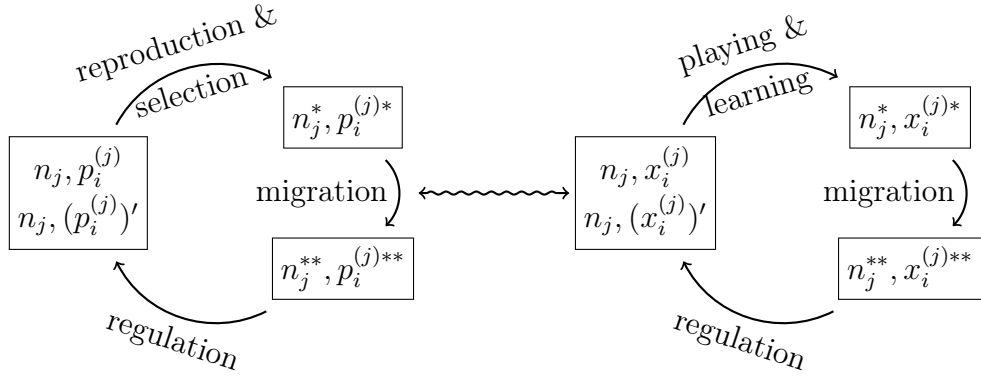 reproduction &
selection
n_j^*, p_i^{(j)*}
n_j, p_i^{(j)}
n_j, (p_i^{(j)})'
migration
n_j^{**}, p_i^{(j)**}
regulation
playing &
learning
n_j^*, x_i^{(j)*}
n_j, x_i^{(j)}
n_j, (x_i^{(j)})'
migration
n_j^{**}, x_i^{(j)**}
regulation